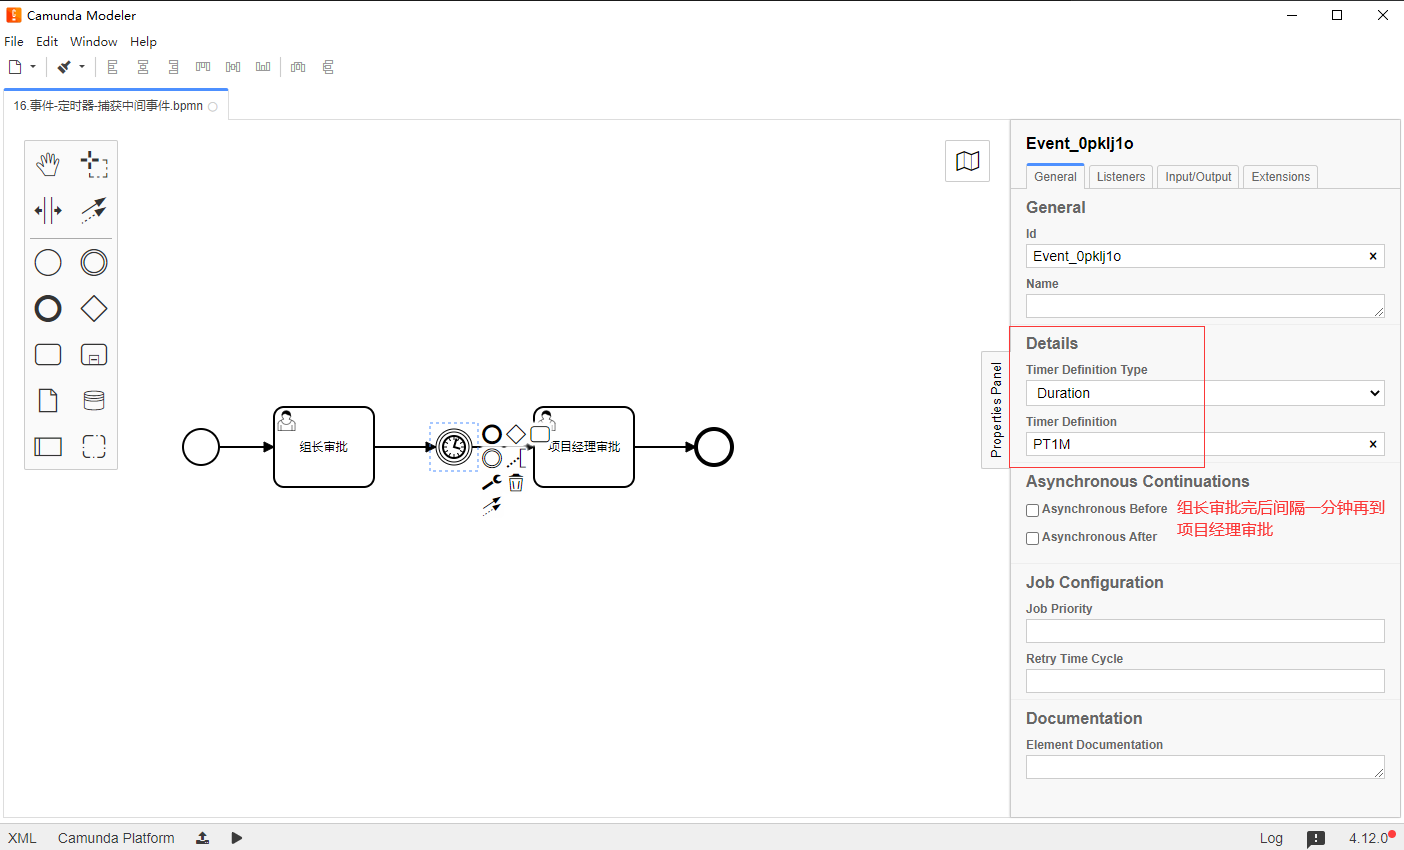 Camunda Modeler
File Edit Window Help
16.事件-定时器-捕获中间事件.bpmn
组长审批
项目经理审批
Properties Panel
Event_0pklj1o
General Listeners Input/Output Extensions
General
Id
Event_0pklj1o
Name
Details
Timer Definition Type
Duration
Timer Definition
PT1M
Asynchronous Continuations
Asynchronous Before
Asynchronous After
组长审批完后间隔一分钟再到
项目经理审批
Job Configuration
Job Priority
Retry Time Cycle
Documentation
Element Documentation
XML Camunda Platform Log 4.12.0